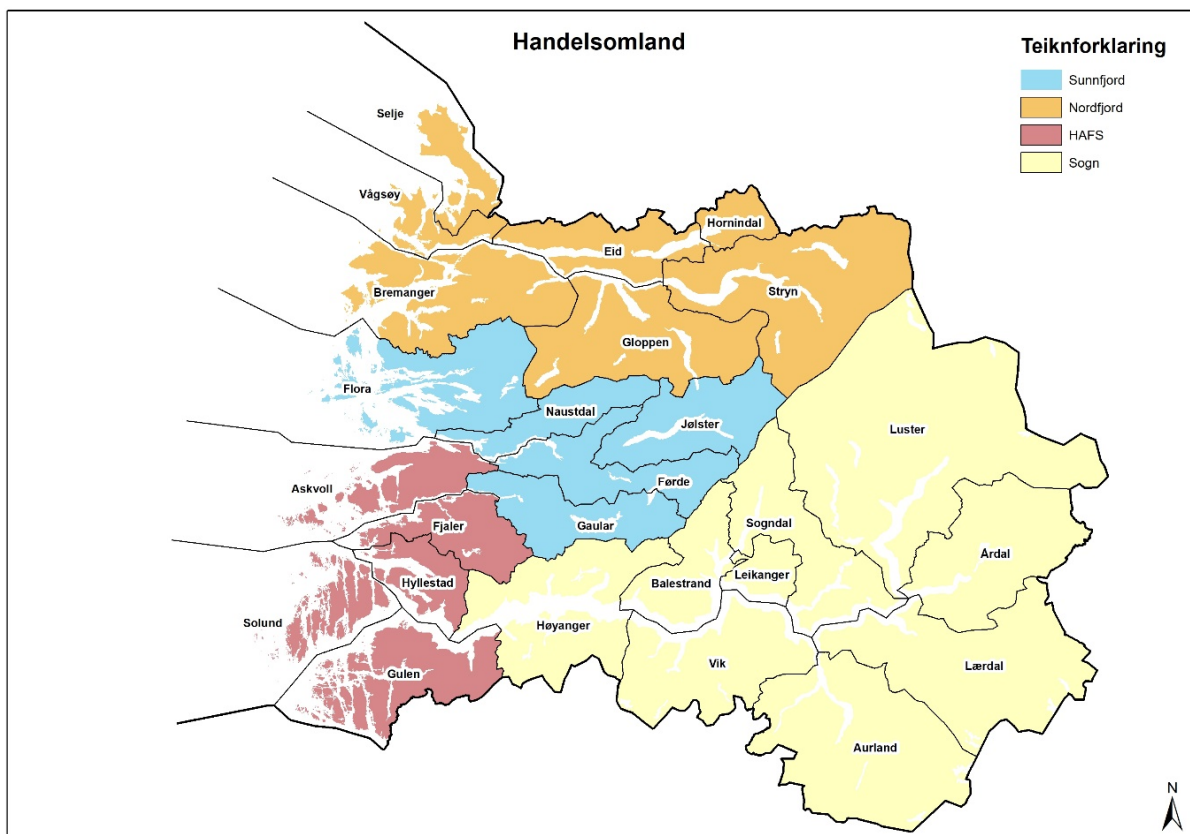 Handelsomland
Teiknforklaring
Sunnfjord
Nordfjord
HAFS
Sogn
Selje
Vågsøy
Hornindal
Eid
Bremanger
Stryn
Gloppen
Flora
Naustdal
Jølster
Luster
Førde
Askvoll
Fjaler
Gaular
Sogndal
Årdal
Hyllestad
Balestrand
Leikanger
Solund
Høyanger
Vik
Lærdal
Gulen
Aurland
N